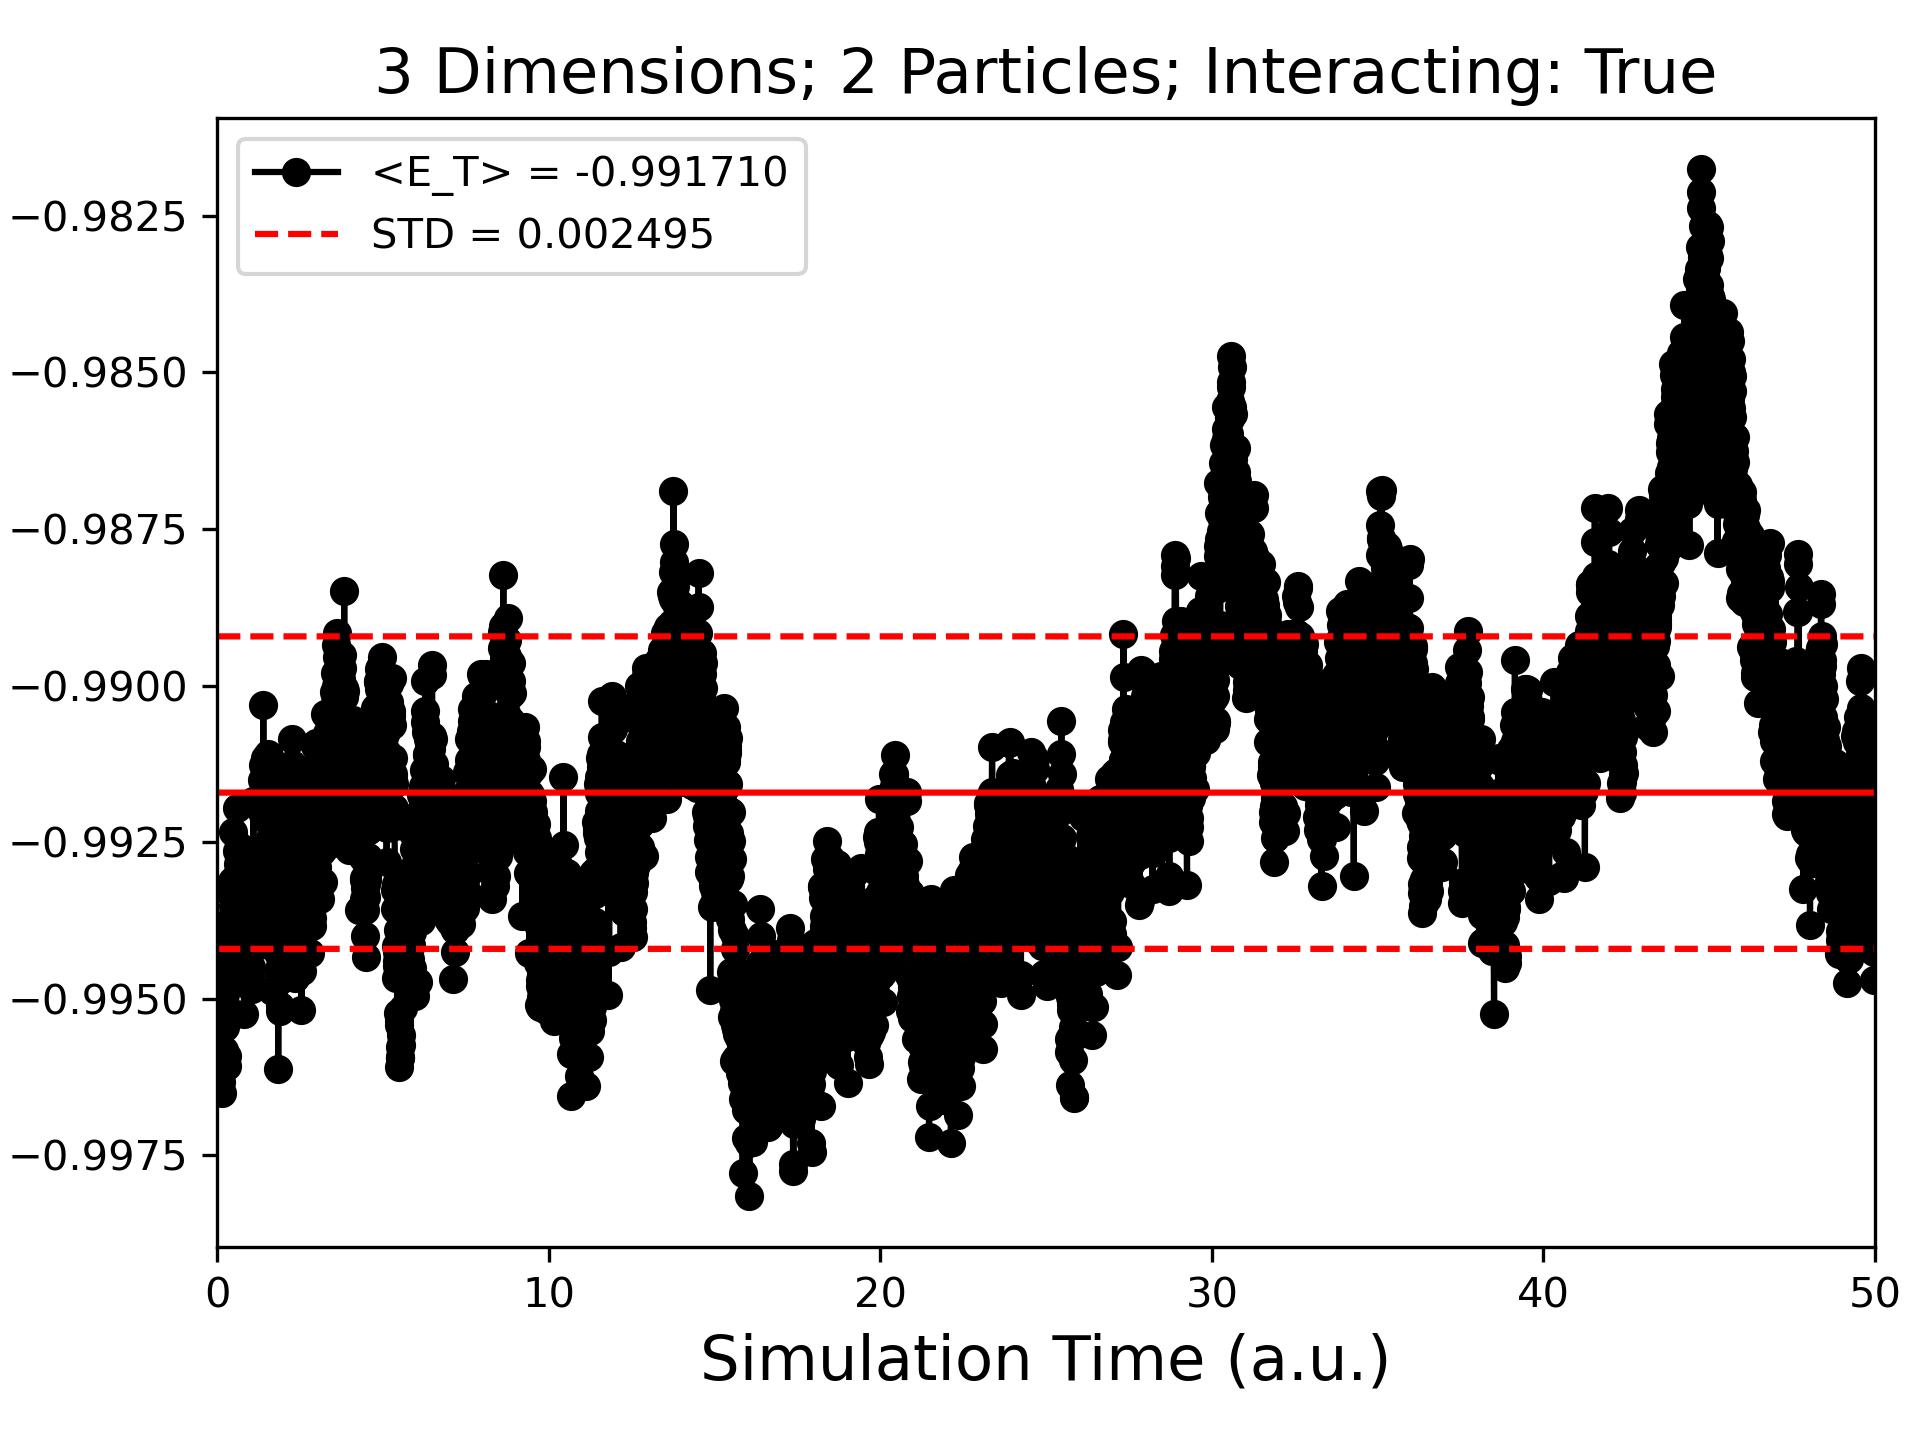 3 Dimensions; 2 Particles; Interacting: True
<E_T> = -0.991710
STD = 0.002495
−0.9825
−0.9850
−0.9875
−0.9900
−0.9925
−0.9950
−0.9975
0 10 20 30 40 50
Simulation Time (a.u.)